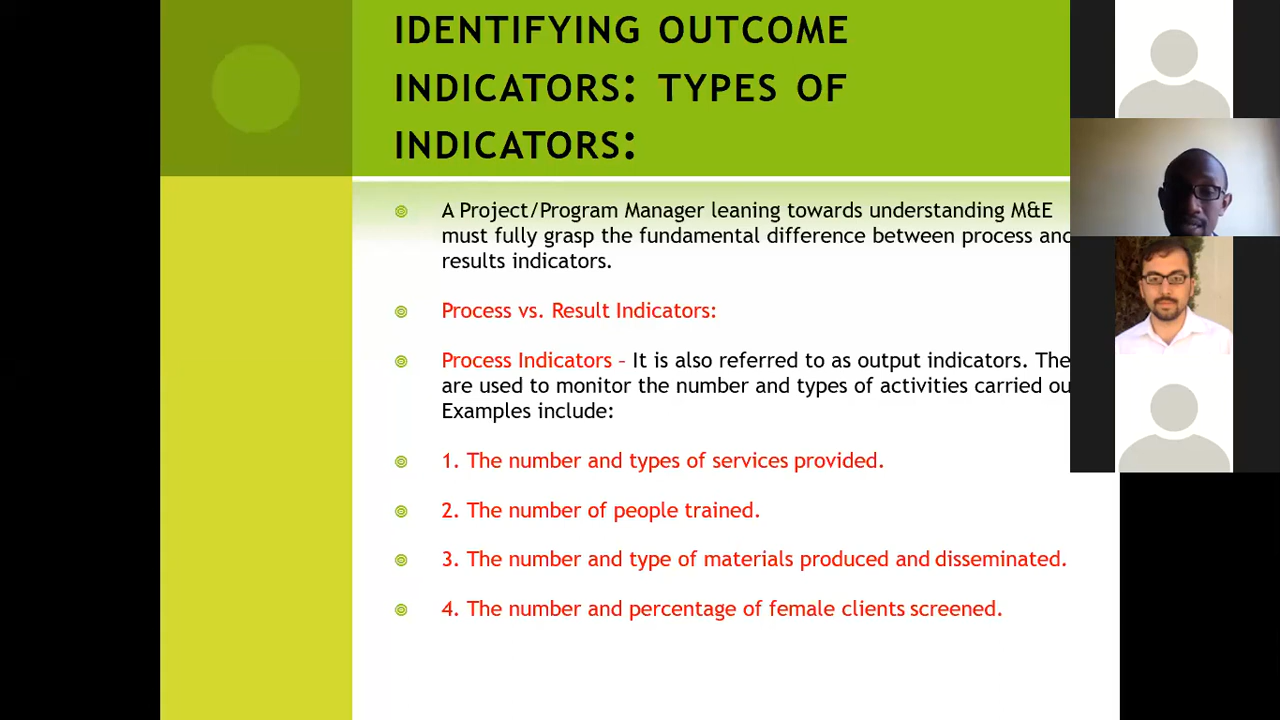 IDENTIFYING OUTCOME
INDICATORS: TYPES OF
INDICATORS:
A Project/Program Manager leaning towards understanding M&E
must fully grasp the fundamental difference between process and
results indicators.
Process vs. Result Indicators:
Process Indicators – It is also referred to as output indicators. The
are used to monitor the number and types of activities carried ou
Examples include:
1. The number and types of services provided.
2. The number of people trained.
3. The number and type of materials produced and disseminated.
4. The number and percentage of female clients screened.